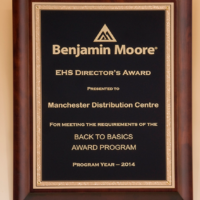 Benjamin Moore®
EHS Director's Award
Presented to
Manchester Distribution Centre
For meeting the requirements of the
BACK TO BASICS
AWARD PROGRAM
Program Year – 2014